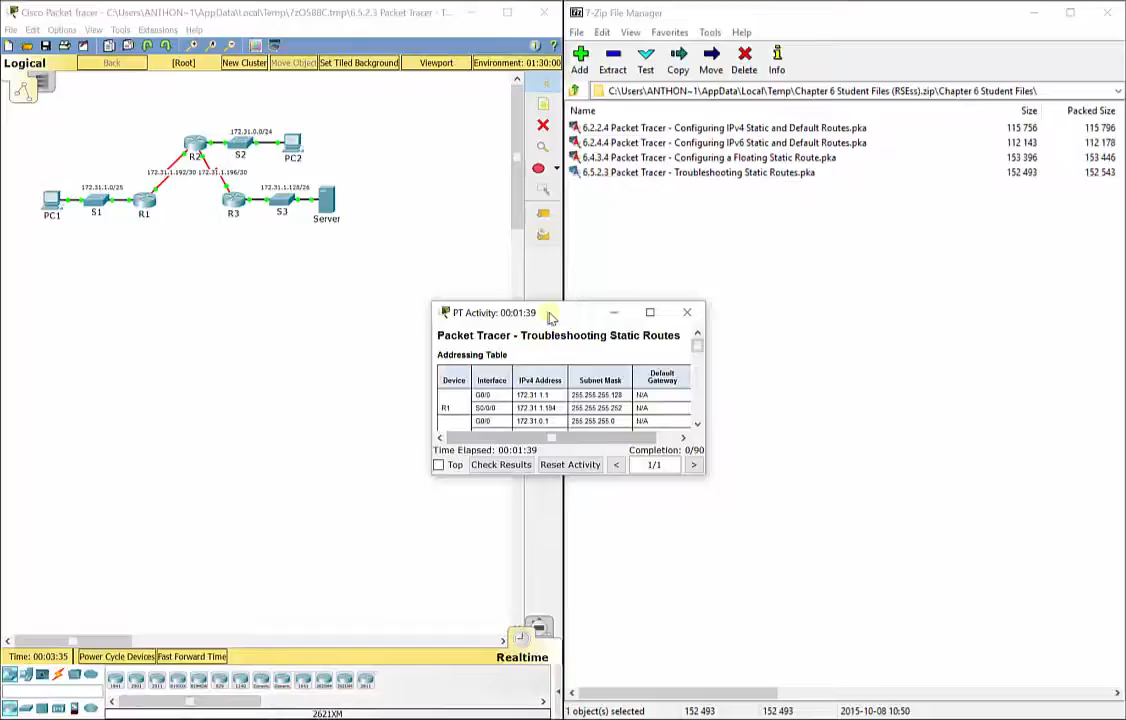 Cisco Packet Tracer - C:\Users\ANTHON~1\AppData\Local\Temp\7zO58BC.tmp\6.5.2.3 Packet Tracer - T...
File Edit Options View Tools Extensions Help
Logical Back [Root] New Cluster Move Object Set Tiled Background Viewport Environment: 01:30:00
172.31.0.0/24
R2 S2 PC2
172.31.1.192/30 172.31.1.196/30
172.31.1.0/25 172.31.1.128/26
PC1 S1 R1 R3 S3 Server
Time: 00:03:35 Power Cycle Devices Fast Forward Time Realtime
2621XM
PT Activity: 00:01:39
Packet Tracer - Troubleshooting Static Routes
Addressing Table
Device Interface IPv4 Address Subnet Mask Default Gateway
R1 G0/0 172.31.1.1 255.255.255.128 N/A
S0/0/0 172.31.1.194 255.255.255.252 N/A
G0/0 172.31.0.1 255.255.255.0 N/A
Time Elapsed: 00:01:39 Completion: 0/90
Top Check Results Reset Activity < 1/1 >
7-Zip File Manager
File Edit View Favorites Tools Help
Add Extract Test Copy Move Delete Info
C:\Users\ANTHON~1\AppData\Local\Temp\Chapter 6 Student Files (RSEss).zip\Chapter 6 Student Files\
Name Size Packed Size
6.2.2.4 Packet Tracer - Configuring IPv4 Static and Default Routes.pka 115 756 115 796
6.2.4.4 Packet Tracer - Configuring IPv6 Static and Default Routes.pka 112 143 112 178
6.4.3.4 Packet Tracer - Configuring a Floating Static Route.pka 153 396 153 446
6.5.2.3 Packet Tracer - Troubleshooting Static Routes.pka 152 493 152 543
1 object(s) selected 152 493 152 493 2015-10-08 10:50